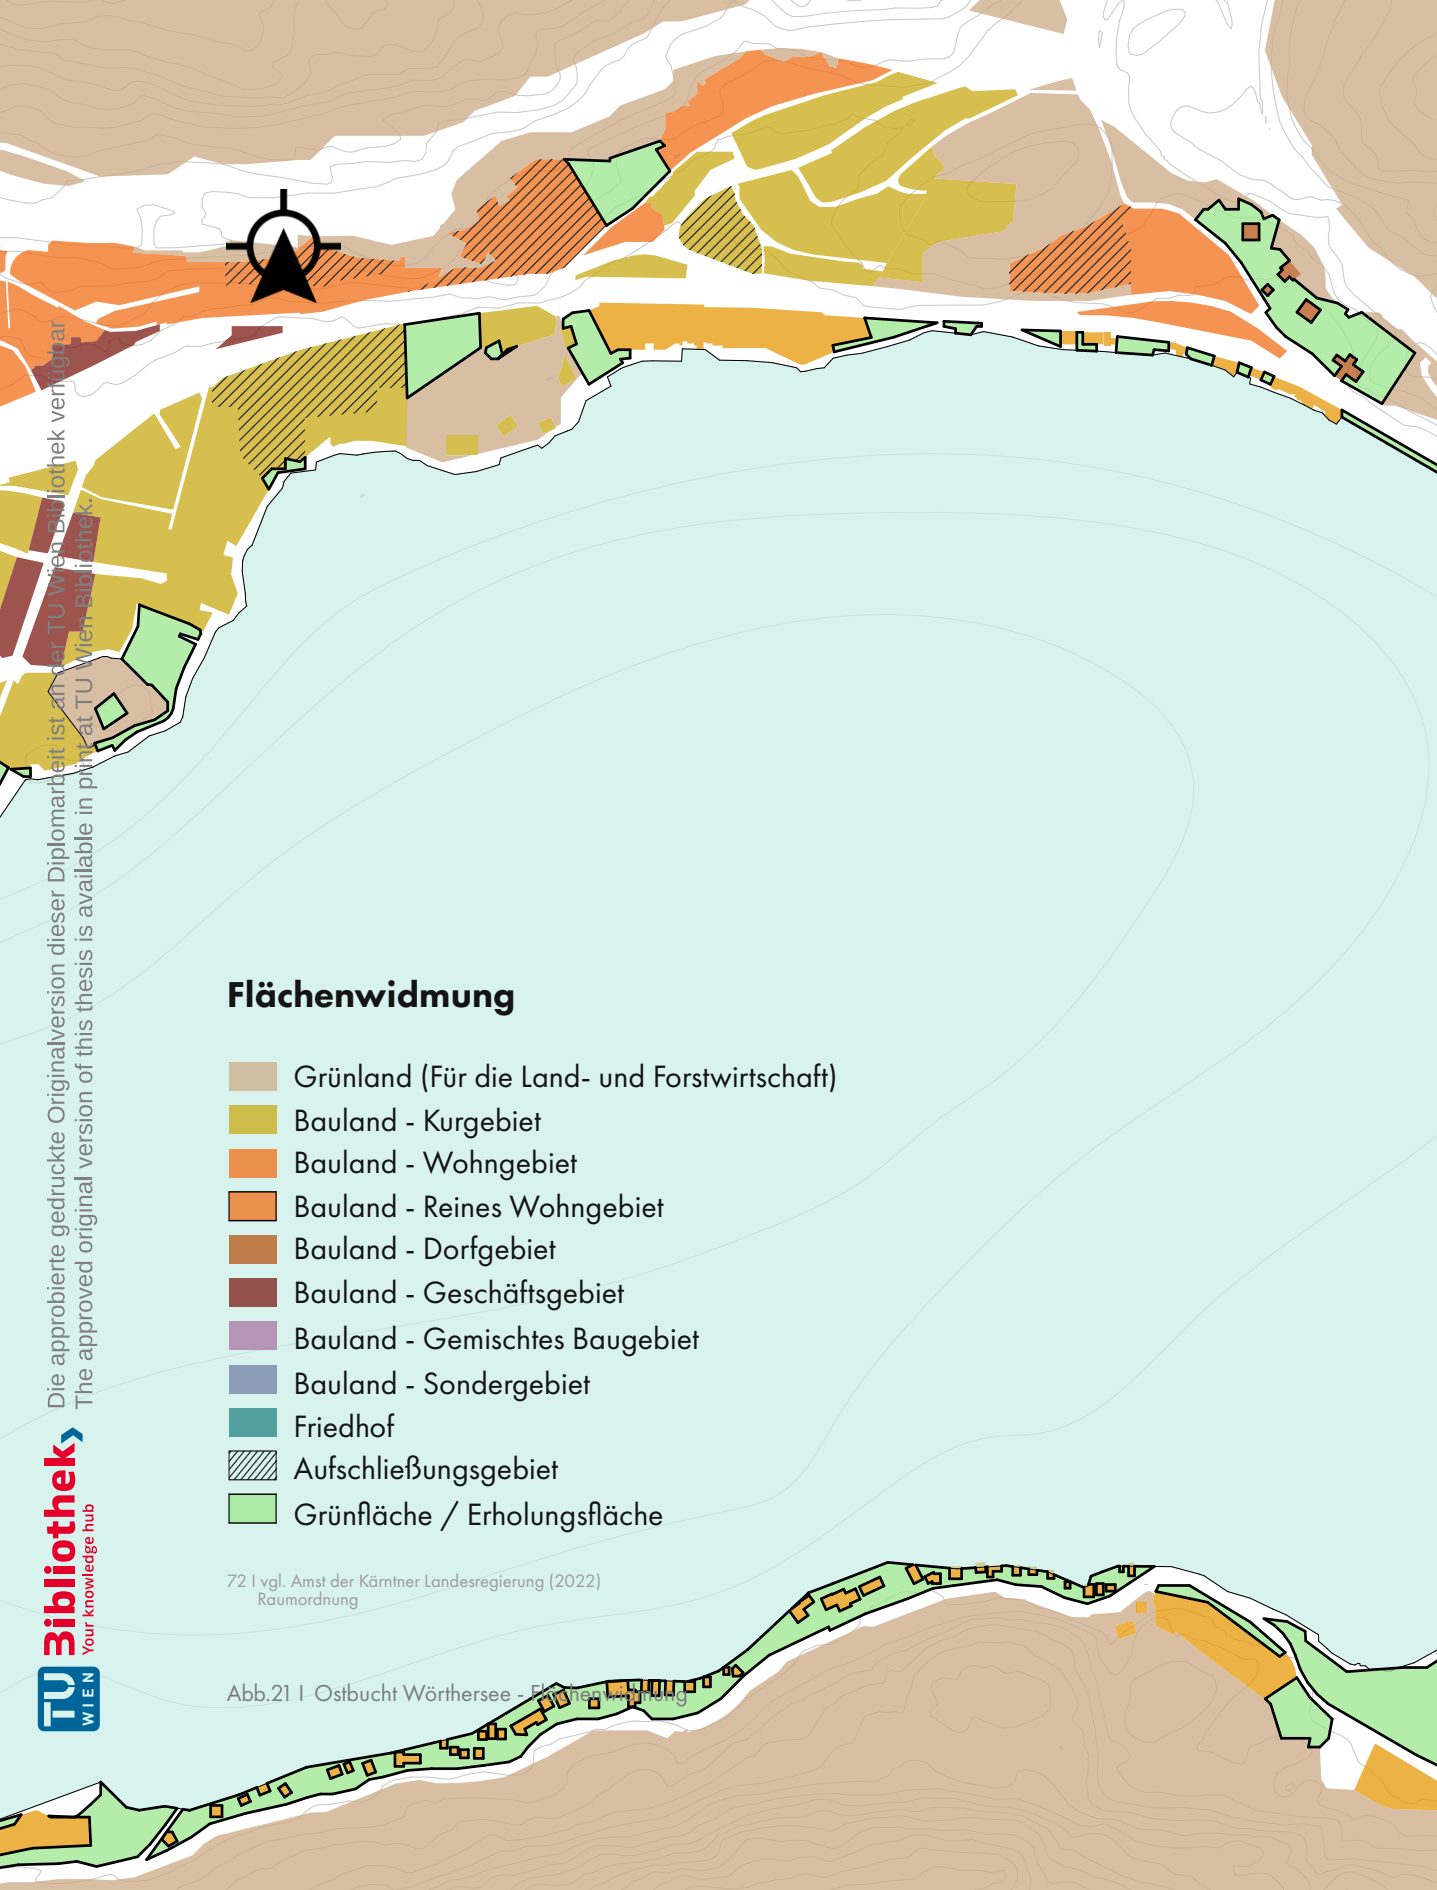 Flächenwidmung
Grünland (Für die Land- und Forstwirtschaft)
Bauland - Kurgebiet
Bauland - Wohngebiet
Bauland - Reines Wohngebiet
Bauland - Dorfgebiet
Bauland - Geschäftsgebiet
Bauland - Gemischtes Baugebiet
Bauland - Sondergebiet
Friedhof
Aufschließungsgebiet
Grünfläche / Erholungsfläche
72 I vgl. Amst der Kärntner Landesregierung (2022)
Raumordnung
Abb.21 I Ostbucht Wörthersee - Flächenwidmung
Die approbierte gedruckte Originalversion dieser Diplomarbeit ist an der TU Wien Bibliothek verfügbar
The approved original version of this thesis is available in print at TU Wien Bibliothek.
Bibliothek
Your knowledge hub
TU
WIEN